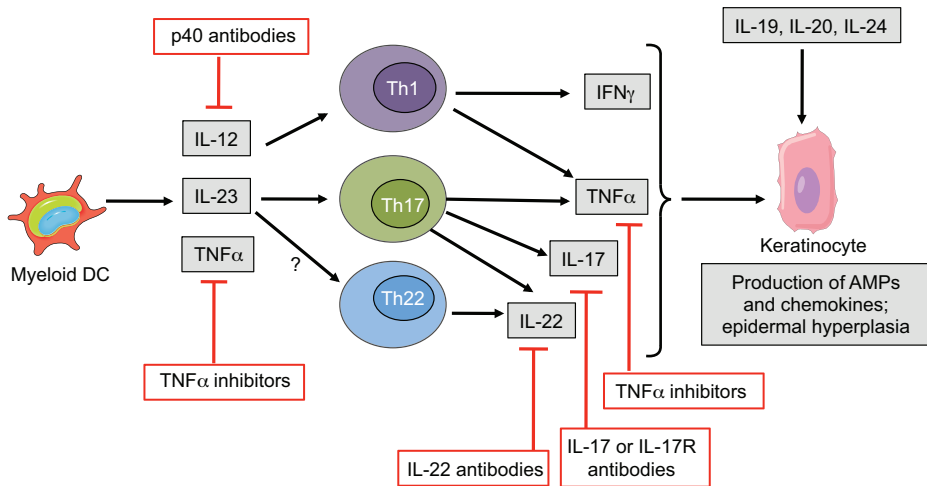 p40 antibodies
IL-19, IL-20, IL-24
Th1
IFNγ
IL-12
IL-23
Th17
TNFα
Myeloid DC
TNFα
?
IL-17
Keratinocyte
Th22
IL-22
Production of AMPs
and chemokines;
epidermal hyperplasia
TNFα inhibitors
TNFα inhibitors
IL-22 antibodies
IL-17 or IL-17R
antibodies